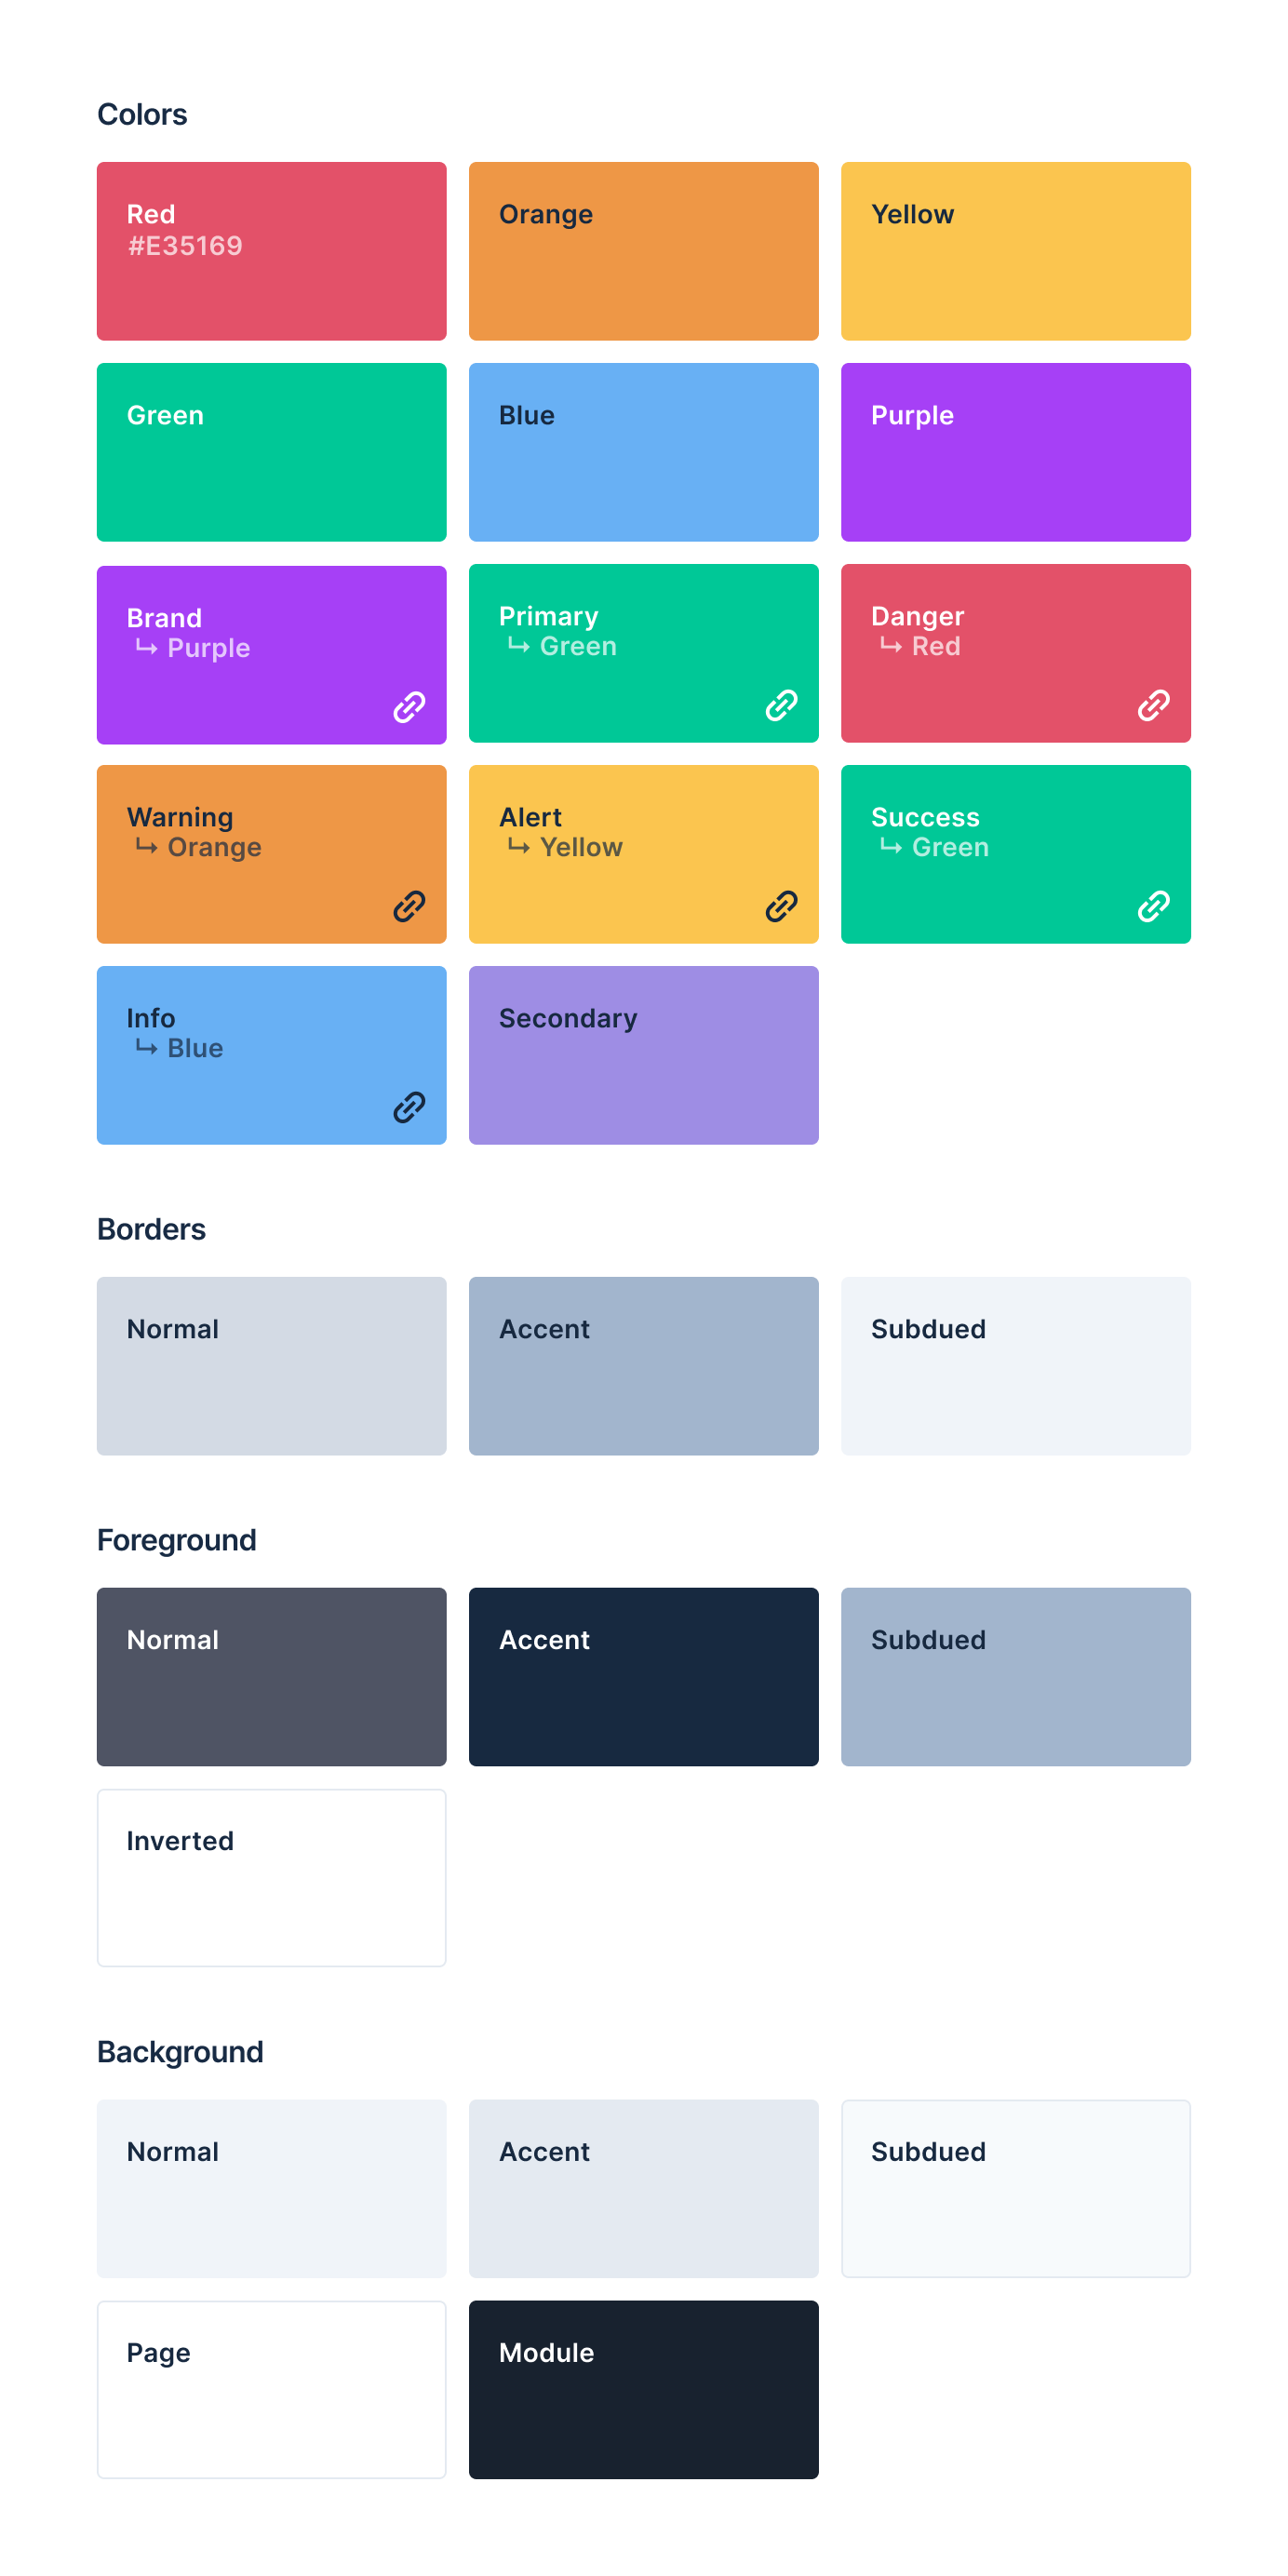 Colors
Red
#E35169
Orange
Yellow
Green
Blue
Purple
Brand
↳ Purple
Primary
↳ Green
Danger
↳ Red
Warning
↳ Orange
Alert
↳ Yellow
Success
↳ Green
Info
↳ Blue
Secondary
Borders
Normal
Accent
Subdued
Foreground
Normal
Accent
Subdued
Inverted
Background
Normal
Accent
Subdued
Page
Module